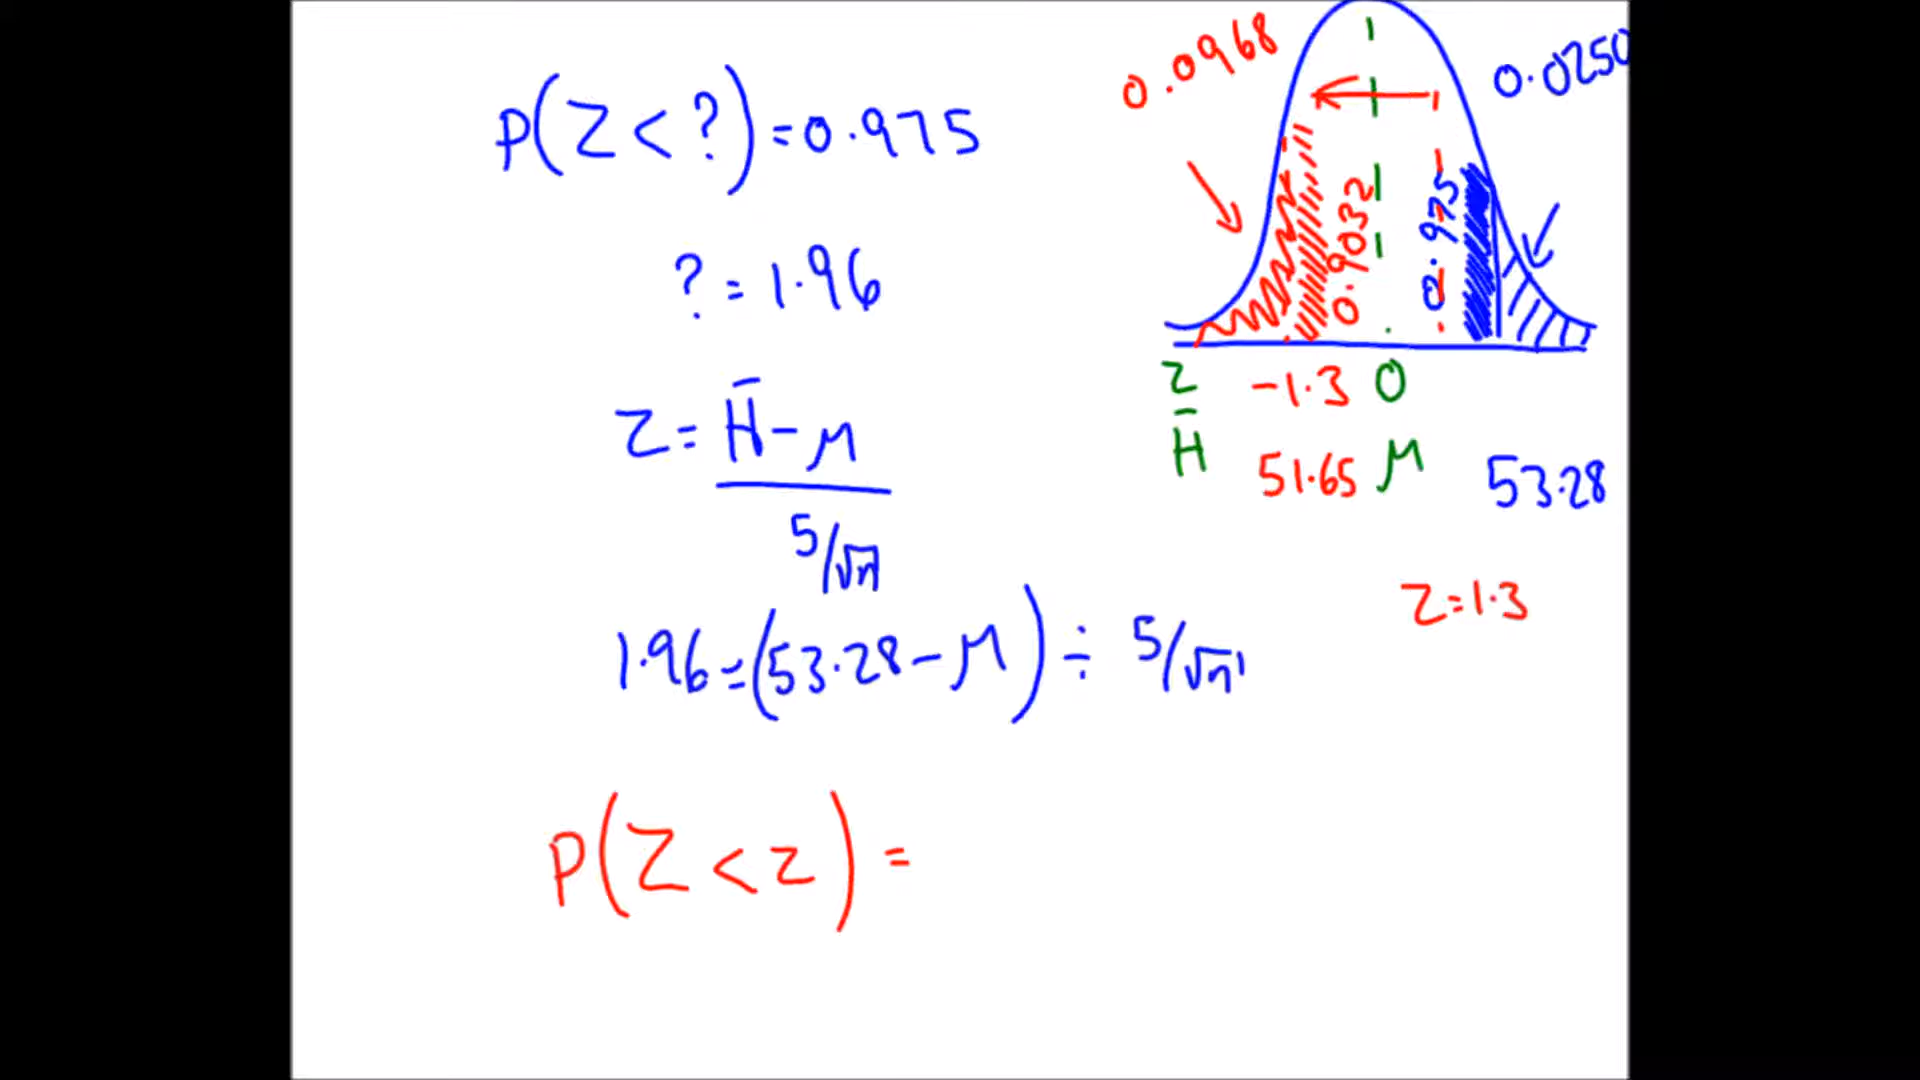 P(Z < ?) = 0.975
? = 1.96
Z = H̄ - μ
5/√n
1.96 = (53.28 - μ) ÷ 5/√n
P(Z < z) =
0.0968
0.0250
0.9032
0.975
Z -1.3 0
H̄ 51.65 μ 53.28
Z = 1.3